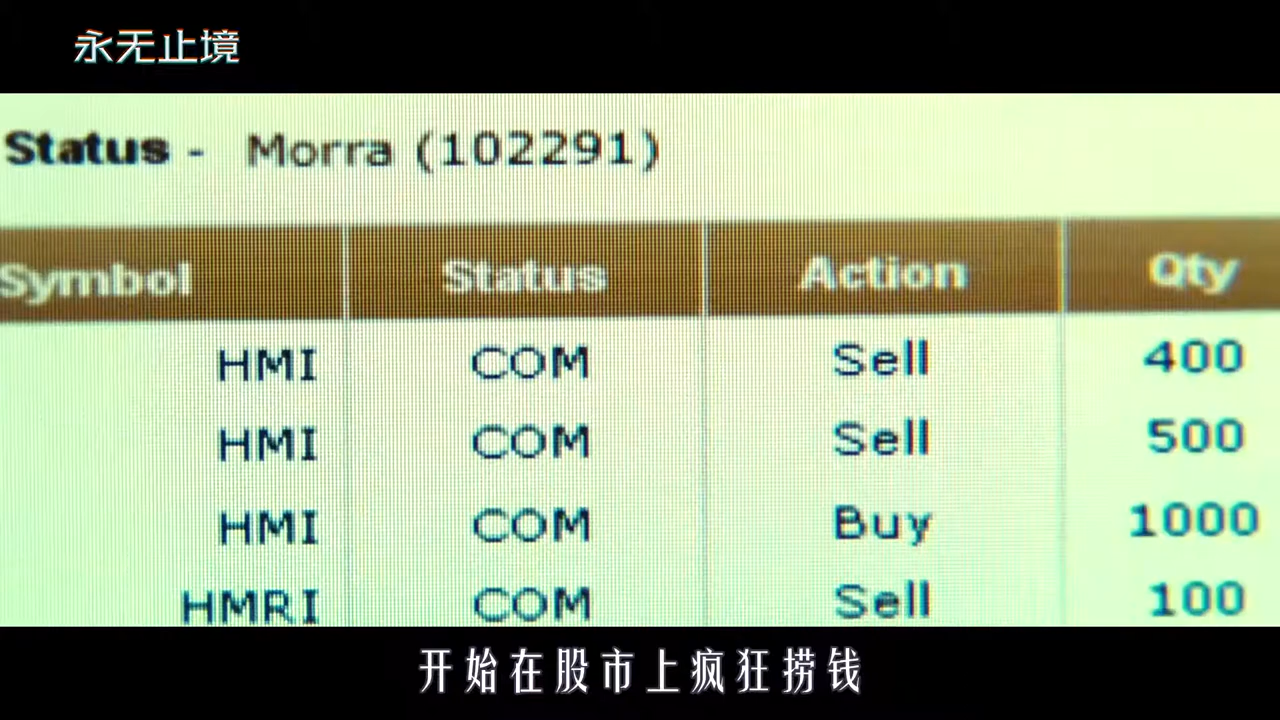 永无止境
Status - Morra (102291)
Symbol Status Action Qty
HMI COM Sell 400
HMI COM Sell 500
HMI COM Buy 1000
HMRI COM Sell 100
开始在股市上疯狂捞钱